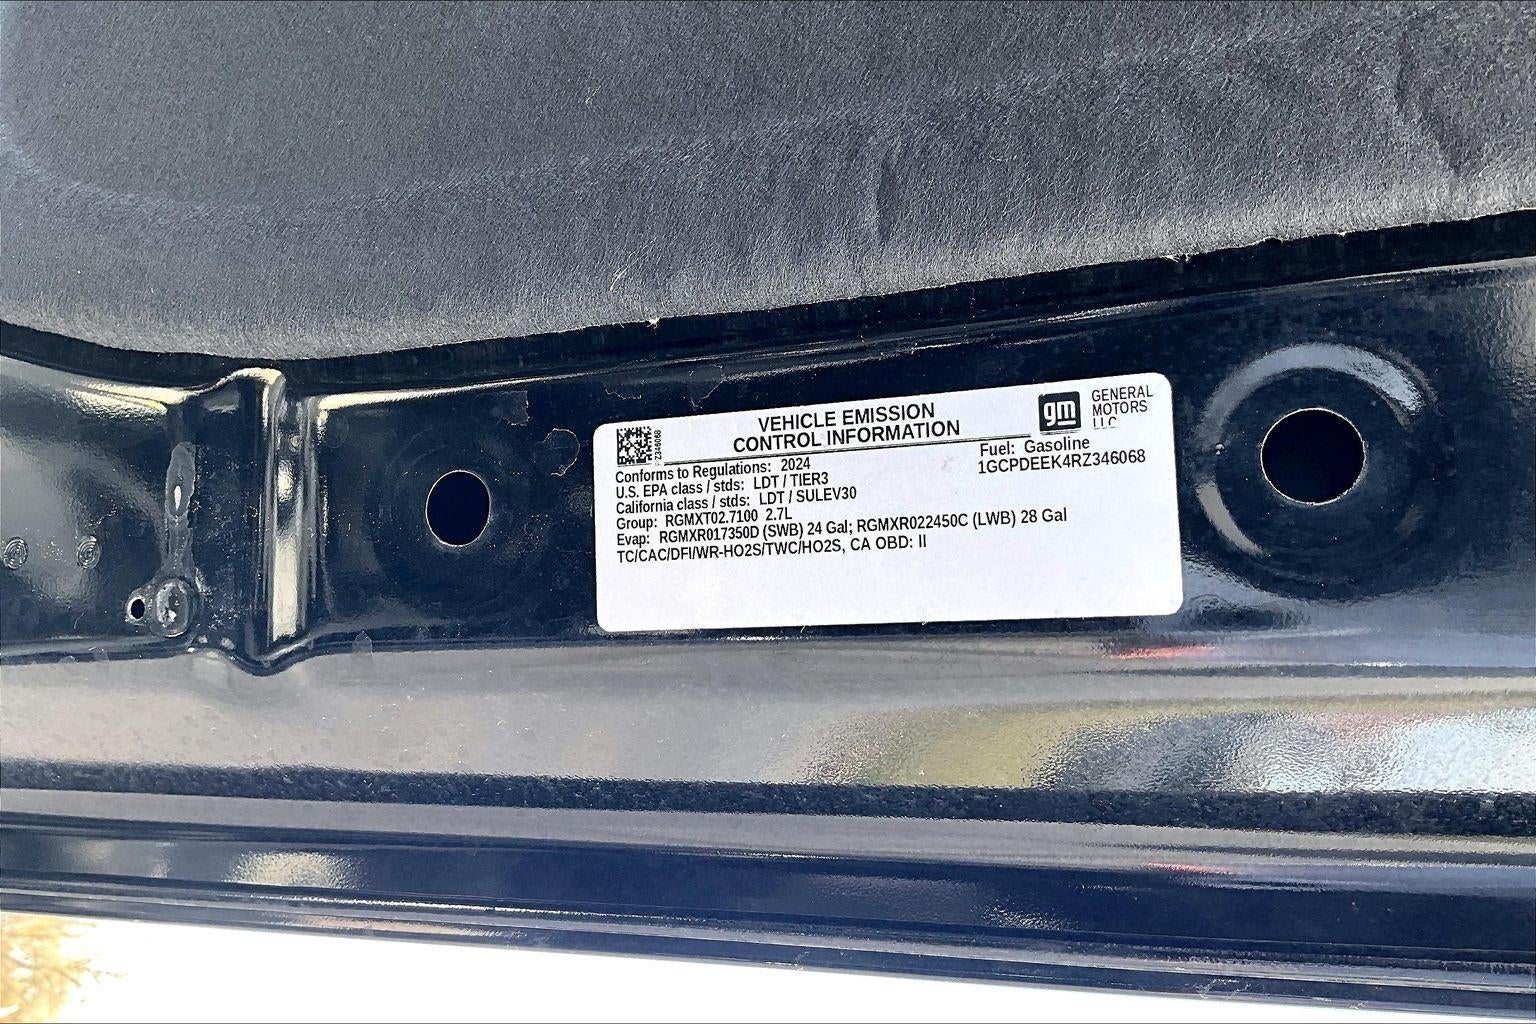 VEHICLE EMISSION
CONTROL INFORMATION
gm GENERAL
MOTORS
LLC
Z346068
Conforms to Regulations: 2024
Fuel: Gasoline
U.S. EPA class / stds: LDT / TIER3
1GCPDEEK4RZ346068
California class / stds: LDT / SULEV30
Group: RGMXT02.7100 2.7L
Evap: RGMXR017350D (SWB) 24 Gal; RGMXR022450C (LWB) 28 Gal
TC/CAC/DFI/WR-HO2S/TWC/HO2S, CA OBD: II